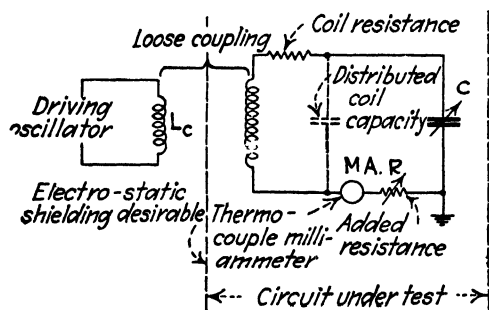 Coil resistance
Loose coupling
Driving
oscillator
Lc
Distributed
coil
capacity
C
MA. R
Electro-static
shielding desirable
Thermo-
couple milli-
ammeter
Added
resistance
Circuit under test